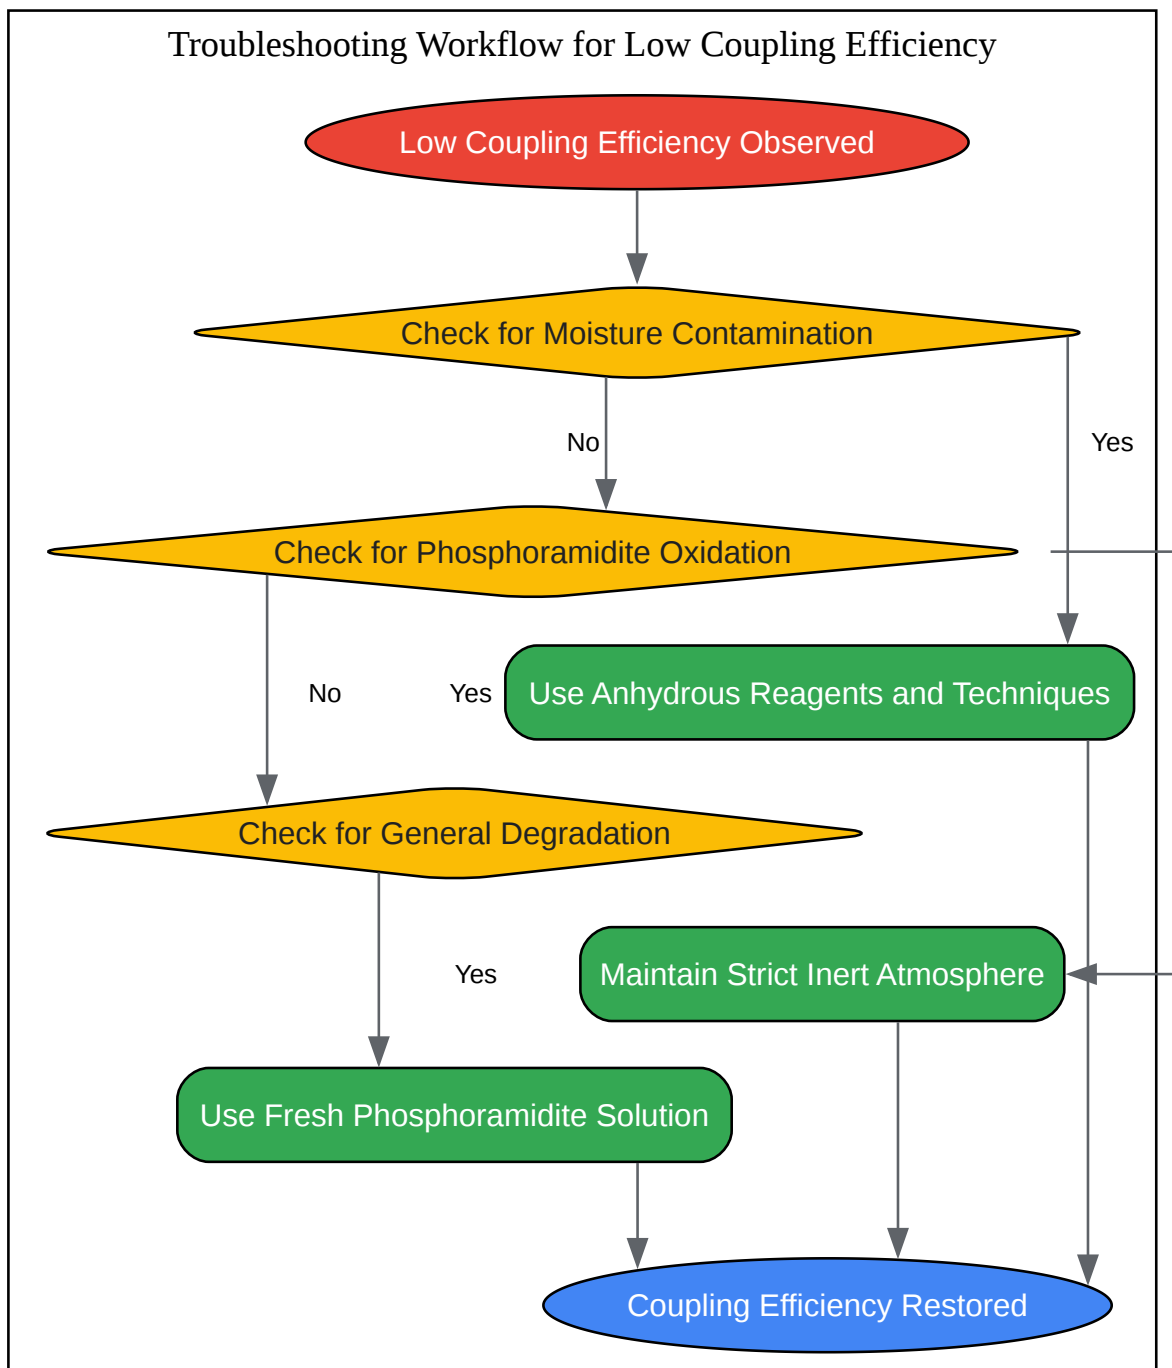 Troubleshooting Workflow for Low Coupling Efficiency
Low Coupling Efficiency Observed
Check for Moisture Contamination
No
Yes
Check for Phosphoramidite Oxidation
No
Yes
Use Anhydrous Reagents and Techniques
Check for General Degradation
Yes
Maintain Strict Inert Atmosphere
Use Fresh Phosphoramidite Solution
Coupling Efficiency Restored